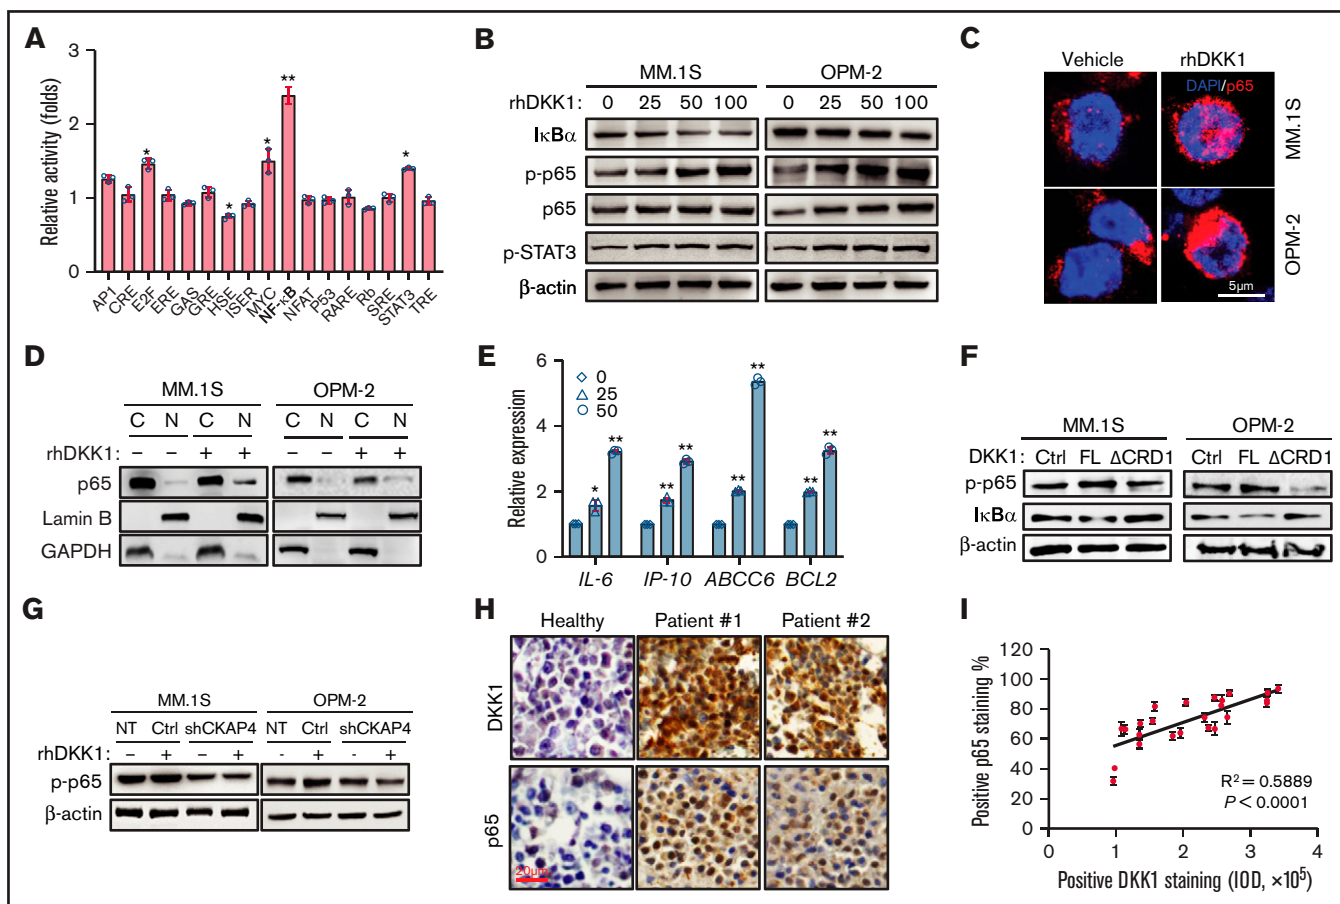 A
Relative activity (folds)
3
2
1
0
AP1
CRE
E2F
ERE
GAS
GRE
HSE
ISER
MYC
NF-κB
NFAT
P53
RARE
Rb
SRE
STAT3
TRE
*
*
*
**
*
B
MM.1S OPM-2
rhDKK1: 0 25 50 100 0 25 50 100
IκBα
p-p65
p65
p-STAT3
β-actin
C
Vehicle rhDKK1
DAPI/p65
MM.1S
OPM-2
5μm
D
MM.1S OPM-2
C N C N C N C N
rhDKK1: – – + + – – + +
p65
Lamin B
GAPDH
E
Relative expression
6
4
2
0
0
25
50
* ** ** ** ** ** ** **
IL-6 IP-10 ABCC6 BCL2
F
MM.1S OPM-2
DKK1: Ctrl FL ΔCRD1 Ctrl FL ΔCRD1
p-p65
IκBα
β-actin
G
MM.1S OPM-2
NT Ctrl shCKAP4 NT Ctrl shCKAP4
rhDKK1: – + – + - + - +
p-p65
β-actin
H
Healthy Patient #1 Patient #2
DKK1
p65
20μm
I
Positive p65 staining %
120
100
80
60
40
20
0
R² = 0.5889
P < 0.0001
0 1 2 3 4
Positive DKK1 staining (IOD, ×10⁵)